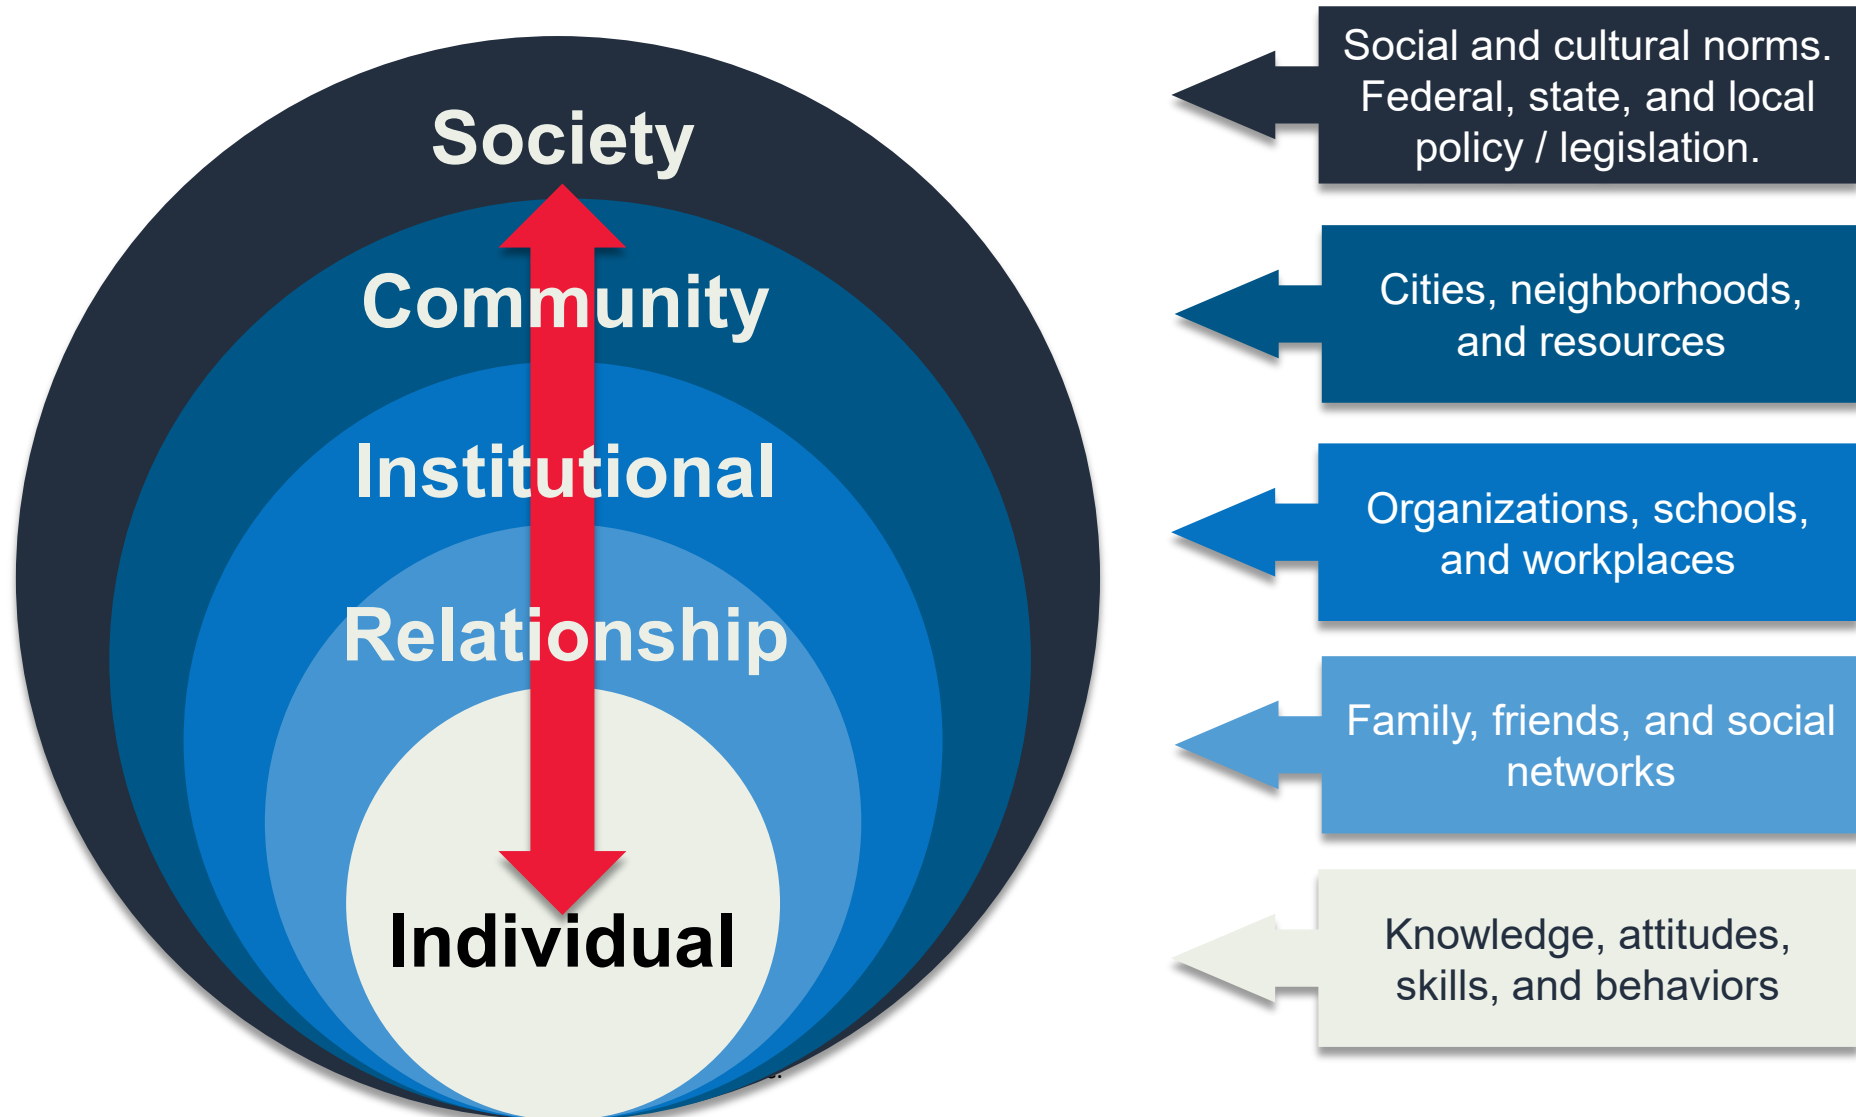 Society
Community
Institutional
Relationship
Individual
Social and cultural norms.
Federal, state, and local
policy / legislation.
Cities, neighborhoods,
and resources
Organizations, schools,
and workplaces
Family, friends, and social
networks
Knowledge, attitudes,
skills, and behaviors